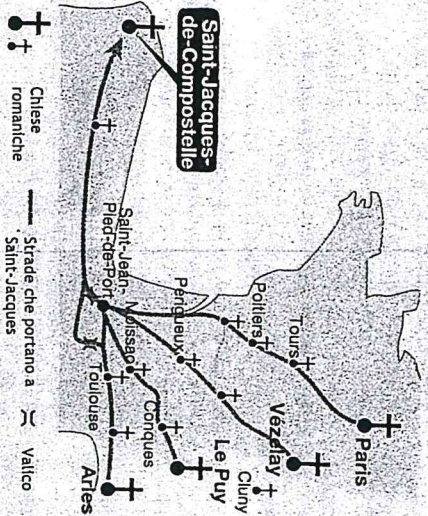 Saint-Jacques-
de-Compostelle
Paris
Tours
Poitiers
Vézelay
Cluny
Périgueux
Le Puy
Conques
Moissac
Saint-Jean-
Pied-de-Port
Toulouse
Arles
Chiese
romaniche
Strade che portano a
Saint-Jacques
Valico